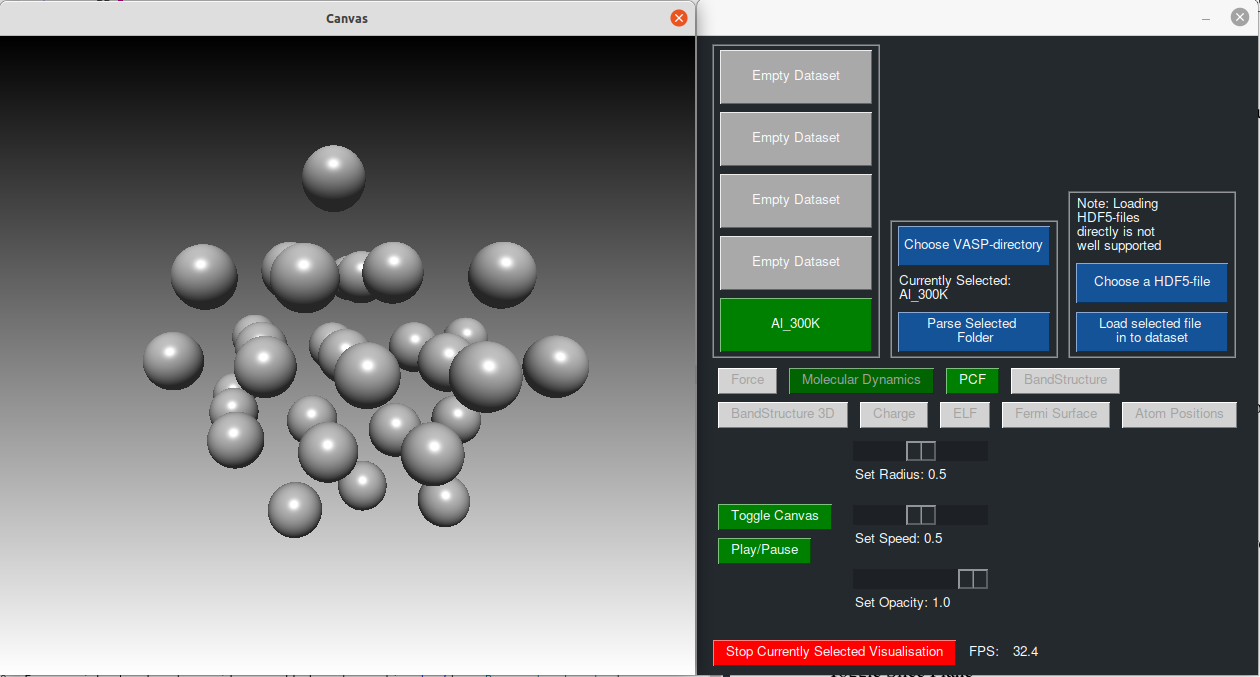 Canvas
Empty Dataset
Empty Dataset
Empty Dataset
Empty Dataset
Al_300K
Choose VASP-directory
Currently Selected:
Al_300K
Parse Selected
Folder
Note: Loading
HDF5-files
directly is not
well supported
Choose a HDF5-file
Load selected file
in to dataset
Force
Molecular Dynamics
PCF
BandStructure
BandStructure 3D
Charge
ELF
Fermi Surface
Atom Positions
Set Radius: 0.5
Toggle Canvas
Set Speed: 0.5
Play/Pause
Set Opacity: 1.0
Stop Currently Selected Visualisation
FPS: 32.4